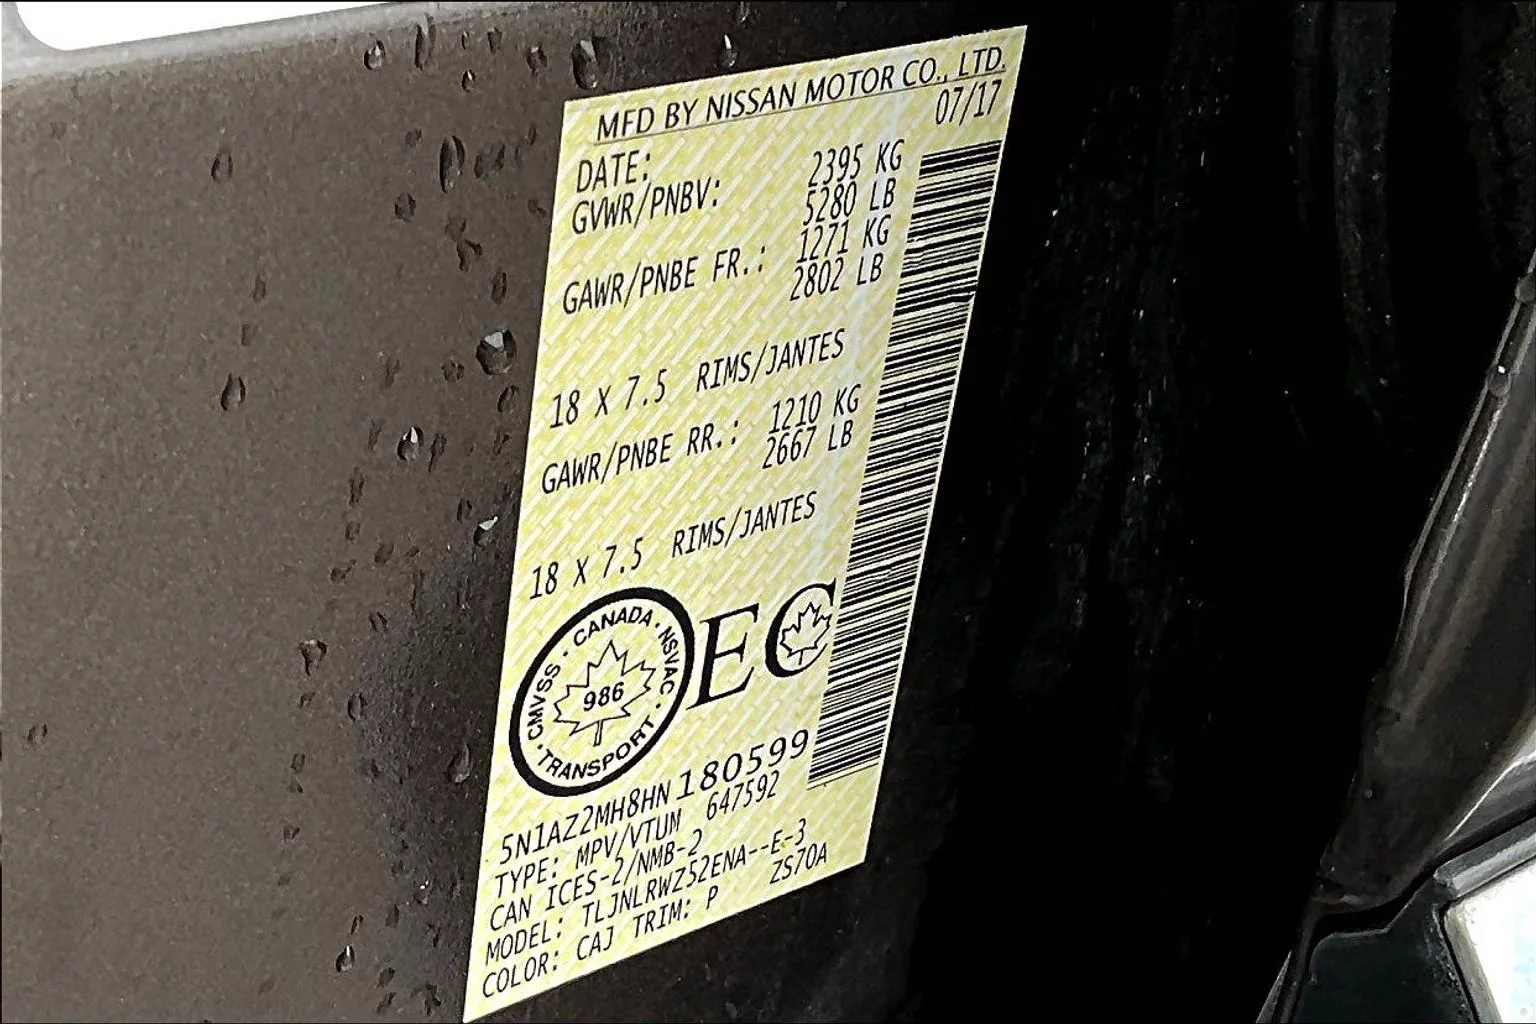 MFD BY NISSAN MOTOR CO., LTD.
DATE: 07/17
GVWR/PNBV: 2395 KG
5280 LB
GAWR/PNBE FR.: 1271 KG
2802 LB
18 X 7.5 RIMS/JANTES
GAWR/PNBE RR.: 1210 KG
2667 LB
18 X 7.5 RIMS/JANTES
CMVSS · CANADA · NSVAC · TRANSPORT ·
986
EC
5N1AZ2MH8HN180599
TYPE: MPV/VTUM 647592
CAN ICES-2/NMB-2
MODEL: TLJNLRWZ52ENA--E-3
COLOR: CAJ TRIM: P ZS70A